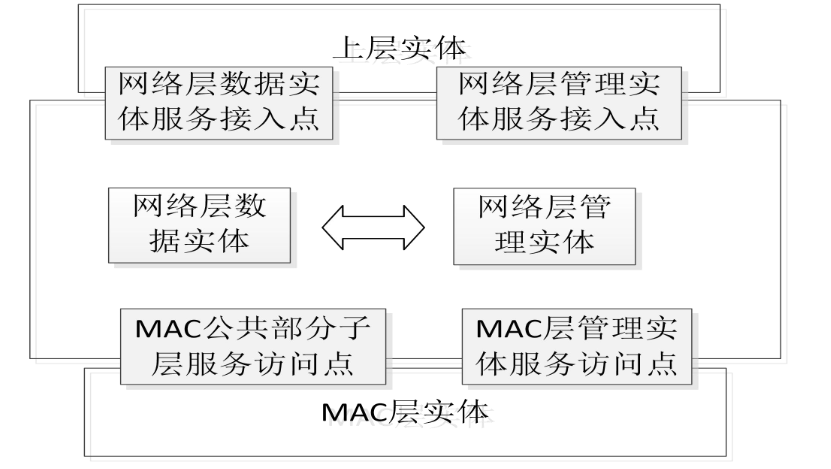 上层实体
网络层数据实
体服务接入点
网络层管理实
体服务接入点
网络层数
据实体
网络层管
理实体
MAC公共部分子
层服务访问点
MAC层管理实
体服务访问点
MAC层实体